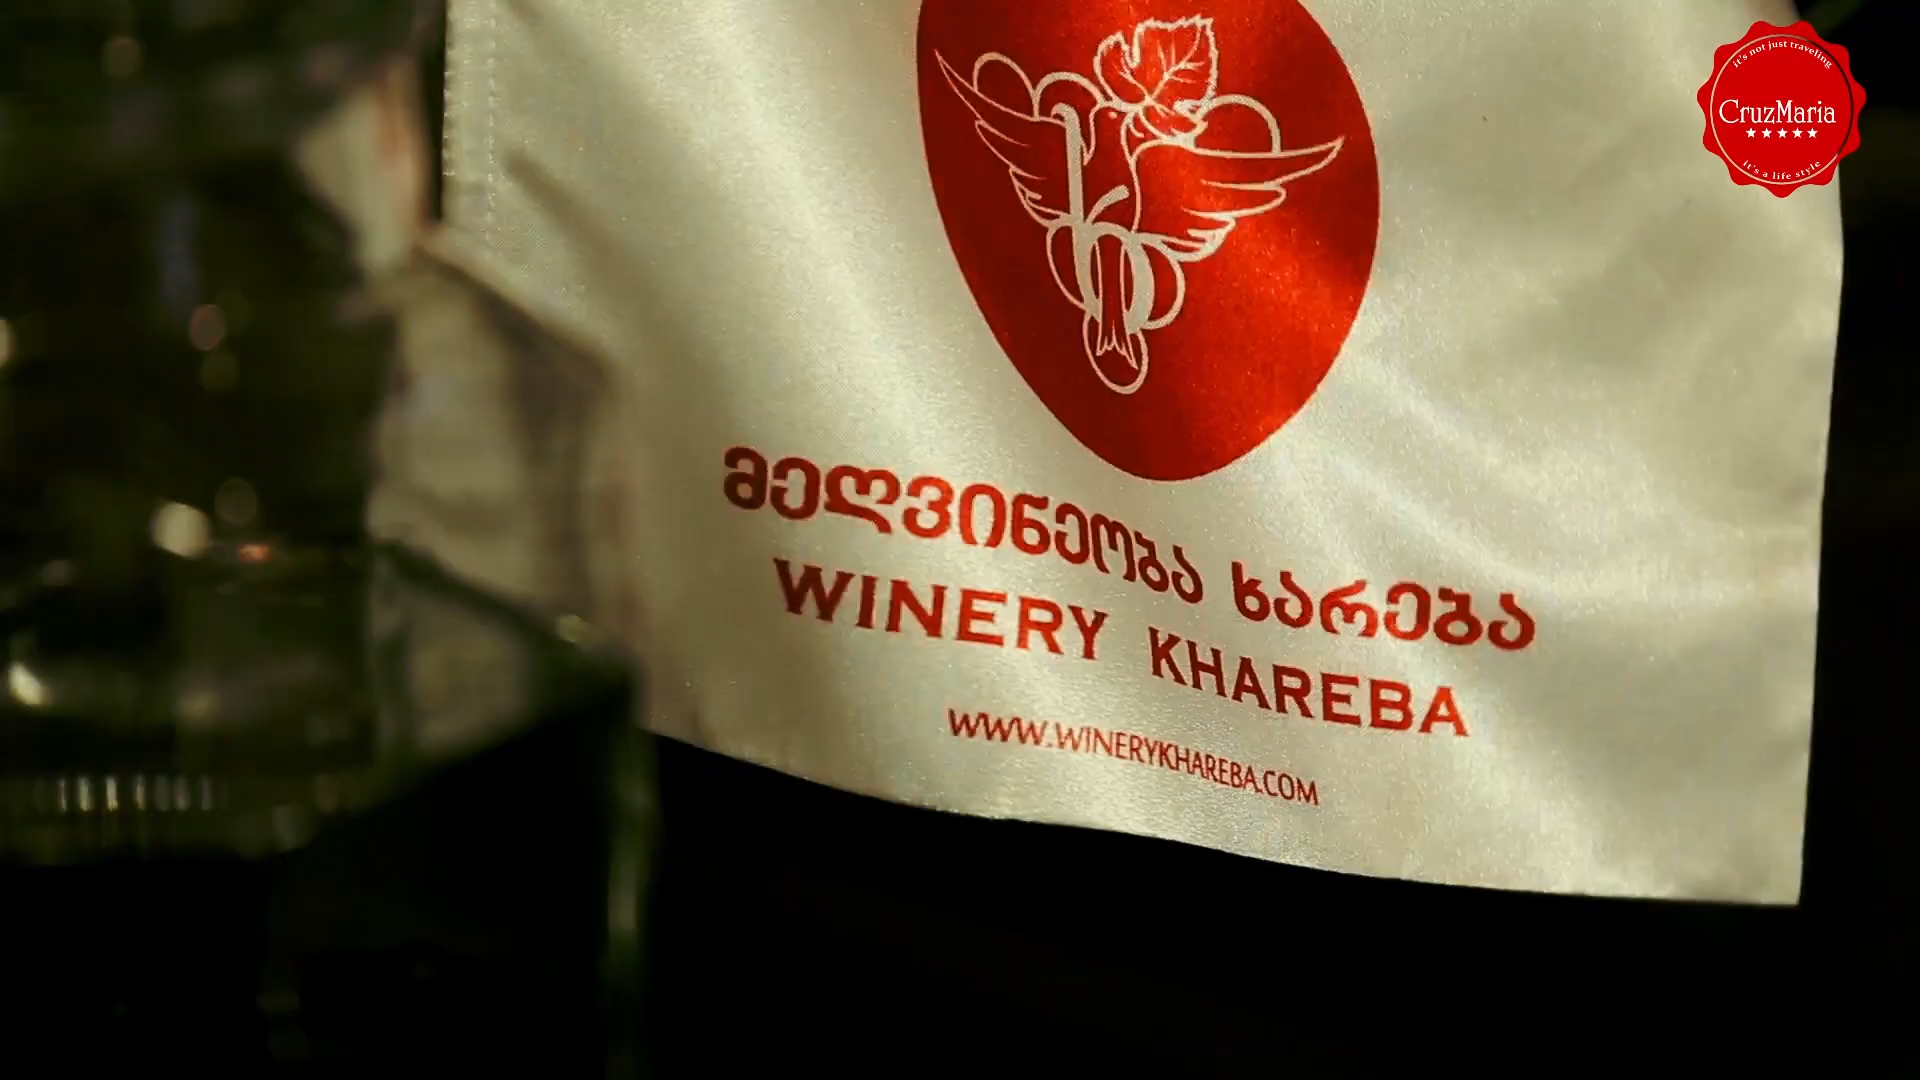 it's not just traveling
CruzMaria
it's a life style
მეღვინეობა ხარება
WINERY KHAREBA
WWW.WINERYKHAREBA.COM